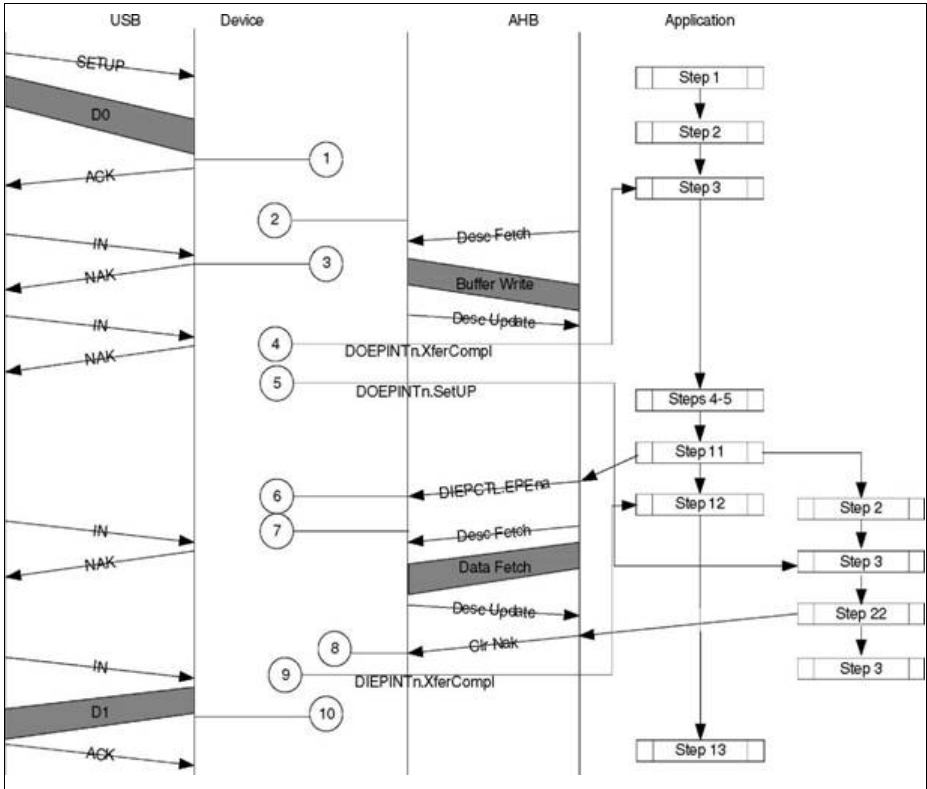 USB Device AHB Application
SETUP
Step 1
D0
Step 2
1
ACK
Step 3
2
Desc Fetch
IN
3
NAK
Buffer Write
IN
Desc Update
4
DOEPINTn.XferCompl
NAK
5
DOEPINTn.SetUP
Steps 4-5
Step 11
DIEPCTL.EPEna
6
Step 12
Step 2
IN
7
Desc Fetch
NAK
Data Fetch
Step 3
Desc Update
Step 22
8
Clr Nak
IN
9
DIEPINTn.XferCompl
Step 3
D1
10
ACK
Step 13